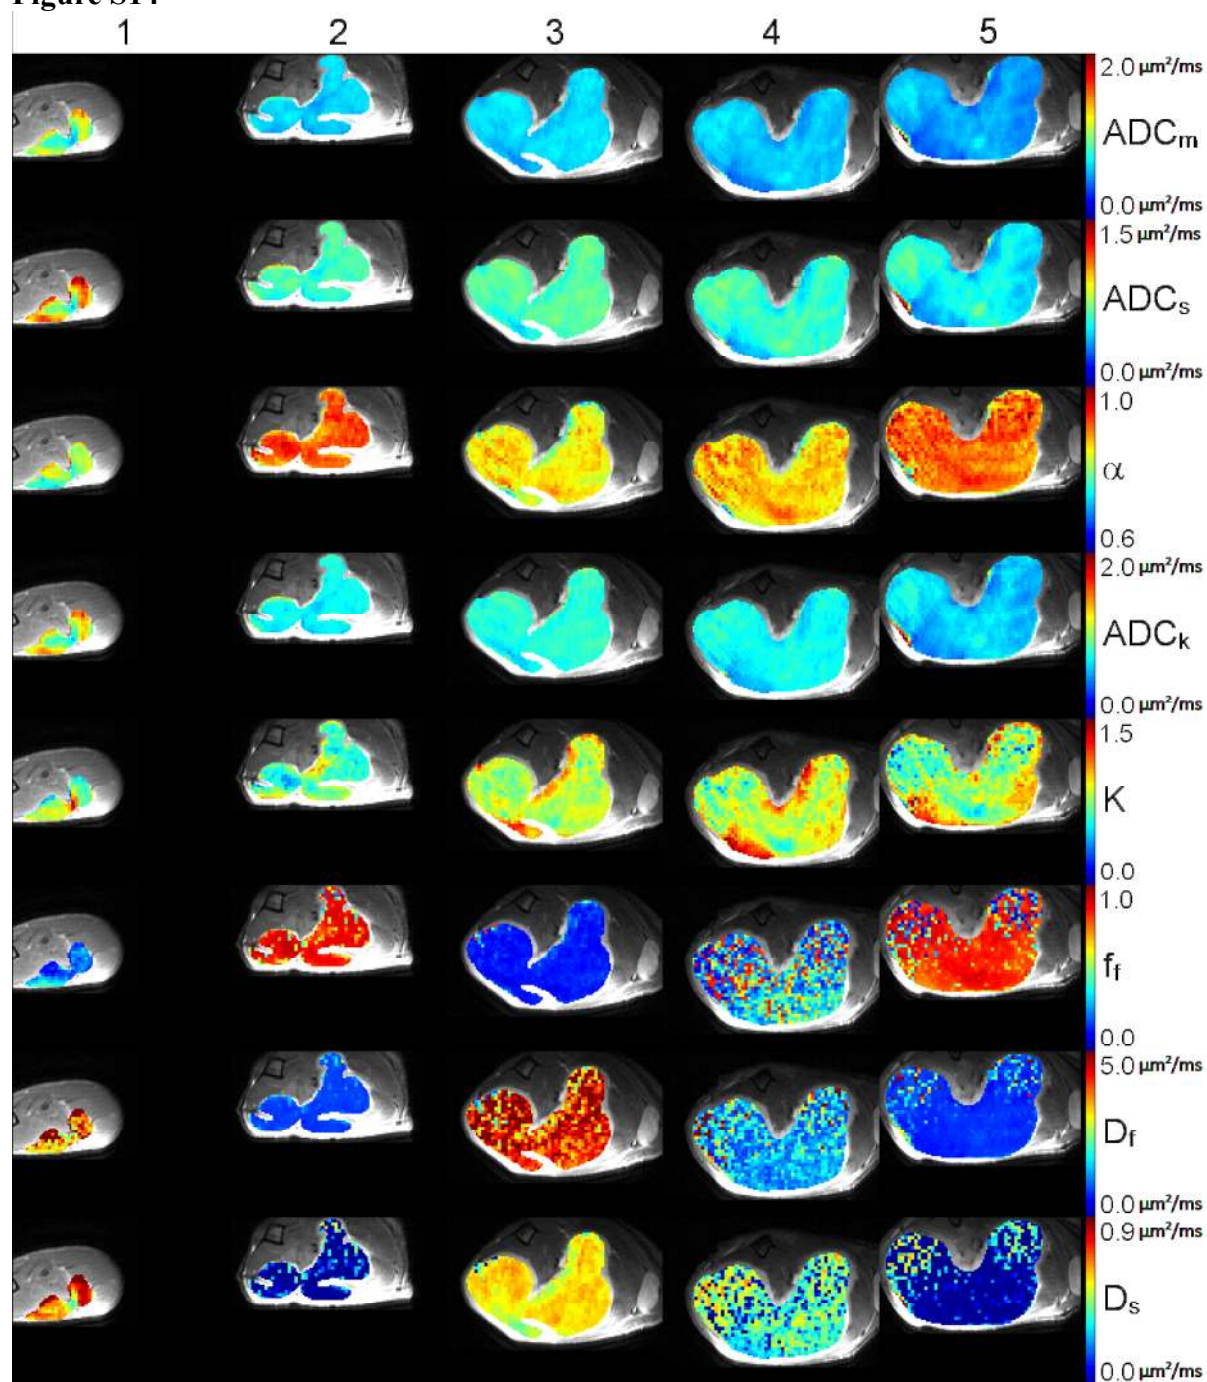 Figure S14
1 2 3 4 5
2.0 µm²/ms
ADCm
0.0 µm²/ms
1.5 µm²/ms
ADCs
0.0 µm²/ms
1.0
α
0.6
2.0 µm²/ms
ADCk
0.0 µm²/ms
1.5
K
0.0
1.0
ff
0.0
5.0 µm²/ms
Df
0.0 µm²/ms
0.9 µm²/ms
Ds
0.0 µm²/ms